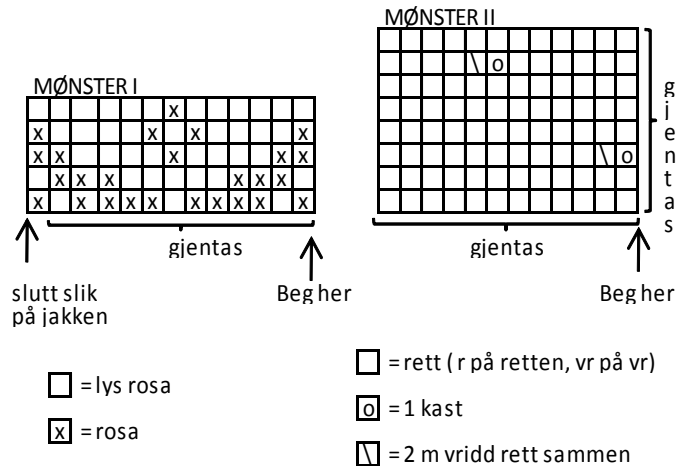 MØNSTER II
\ o
MØNSTER I
x
x x x x
x x x x x
\ o
x x x x x x
x x x x x x x x x x x
gjentas
gjentas
gjentas
slutt slik
på jakken
Beg her
Beg her
= lys rosa
x = rosa
= rett ( r på retten, vr på vr)
o = 1 kast
\ = 2 m vridd rett sammen